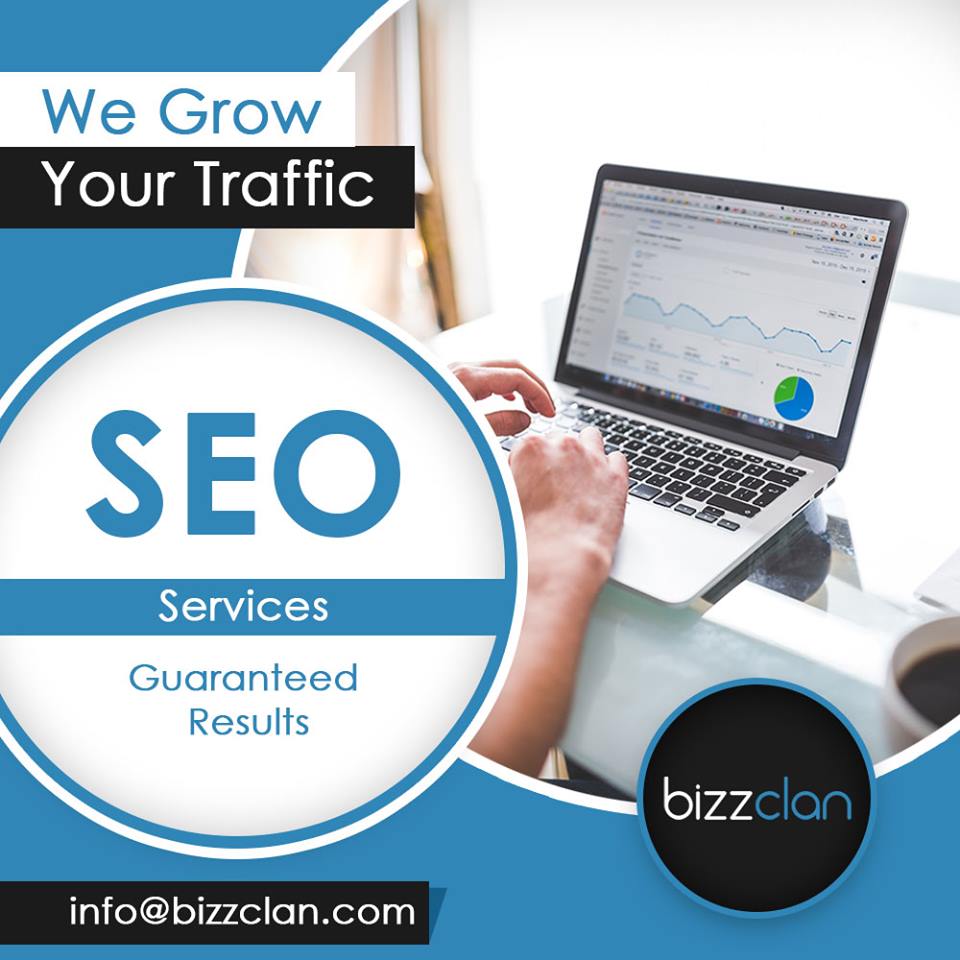 We Grow
Your Traffic
SEO
Services
Guaranteed
Results
bizzclan
info@bizzclan.com